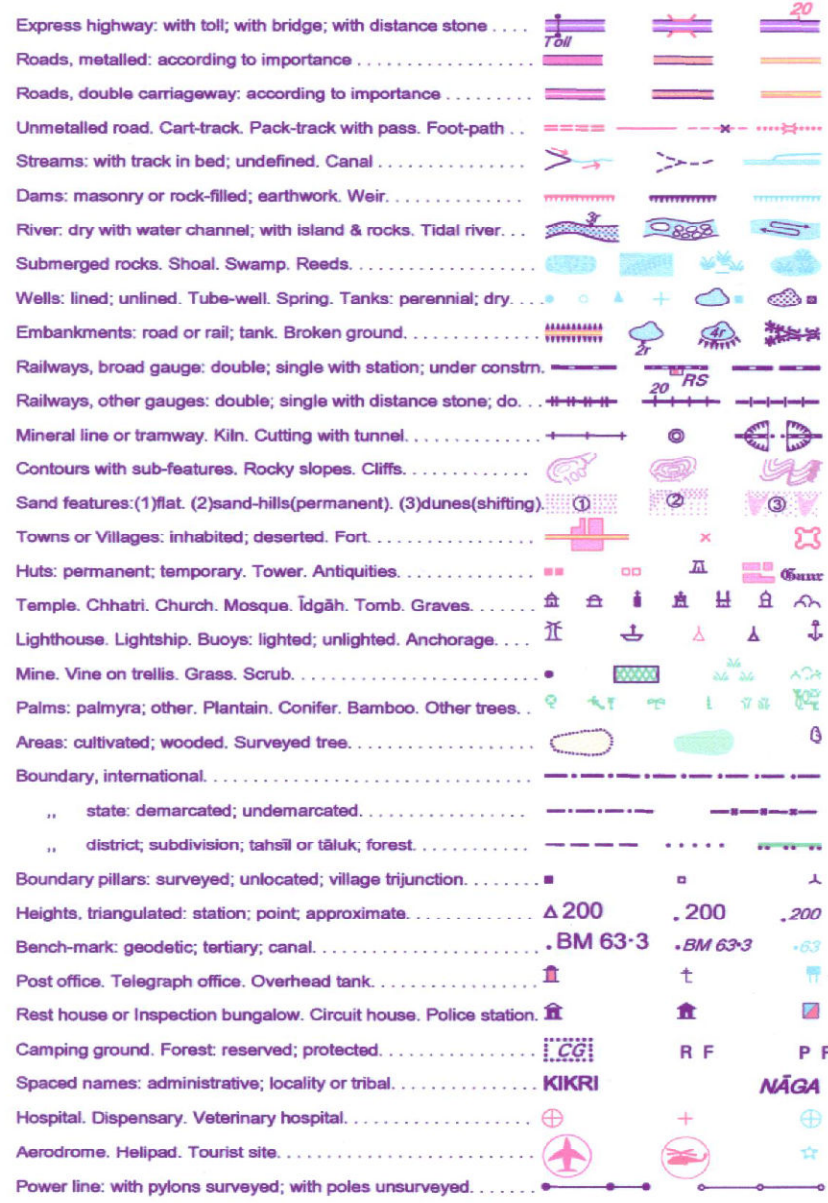 20
Express highway: with toll; with bridge; with distance stone . . . .
Toll
Roads, metalled: according to importance . . . . . . . . . . . . . . . .
Roads, double carriageway: according to importance . . . . . . . .
Unmetalled road. Cart-track. Pack-track with pass. Foot-path . .
Streams: with track in bed; undefined. Canal . . . . . . . . . . . . . .
Dams: masonry or rock-filled; earthwork. Weir. . . . . . . . . . . . . .
River: dry with water channel; with island & rocks. Tidal river. . . 3r
Submerged rocks. Shoal. Swamp. Reeds. . . . . . . . . . . . . . . . .
Wells: lined; unlined. Tube-well. Spring. Tanks: perennial; dry. . . .
Embankments: road or rail; tank. Broken ground. . . . . . . . . . . . 2r 4r
Railways, broad gauge: double; single with station; under constrn. RS
Railways, other gauges: double; single with distance stone; do. . . 20
Mineral line or tramway. Kiln. Cutting with tunnel. . . . . . . . . . . .
Contours with sub-features. Rocky slopes. Cliffs. . . . . . . . . . . . . 100
Sand features:(1)flat. (2)sand-hills(permanent). (3)dunes(shifting). 1 2 3
Towns or Villages: inhabited; deserted. Fort. . . . . . . . . . . . . . . .
Huts: permanent; temporary. Tower. Antiquities. . . . . . . . . . . . . Gaur
Temple. Chhatri. Church. Mosque. Īdgāh. Tomb. Graves. . . . . . .
Lighthouse. Lightship. Buoys: lighted; unlighted. Anchorage. . . .
Mine. Vine on trellis. Grass. Scrub. . . . . . . . . . . . . . . . . . . . . . .
Palms: palmyra; other. Plantain. Conifer. Bamboo. Other trees. .
Areas: cultivated; wooded. Surveyed tree. . . . . . . . . . . . . . . . .
Boundary, international. . . . . . . . . . . . . . . . . . . . . . . . . . . . . . .
,, state: demarcated; undemarcated. . . . . . . . . . . . . . . . .
,, district; subdivision; tahsīl or tāluk; forest. . . . . . . . . . . .
Boundary pillars: surveyed; unlocated; village trijunction. . . . . . . .
Heights, triangulated: station; point; approximate. . . . . . . . . . . . . 200 .200 .200
Bench-mark: geodetic; tertiary; canal. . . . . . . . . . . . . . . . . . . . . .BM 63·3 .BM 63·3 .63
Post office. Telegraph office. Overhead tank. . . . . . . . . . . . . . . .
Rest house or Inspection bungalow. Circuit house. Police station.
Camping ground. Forest: reserved; protected. . . . . . . . . . . . . . . CG R F P F
Spaced names: administrative; locality or tribal. . . . . . . . . . . . . . KIKRI NĀGA
Hospital. Dispensary. Veterinary hospital. . . . . . . . . . . . . . . . . .
Aerodrome. Helipad. Tourist site. . . . . . . . . . . . . . . . . . . . . . . .
Power line: with pylons surveyed; with poles unsurveyed. . . . . . .